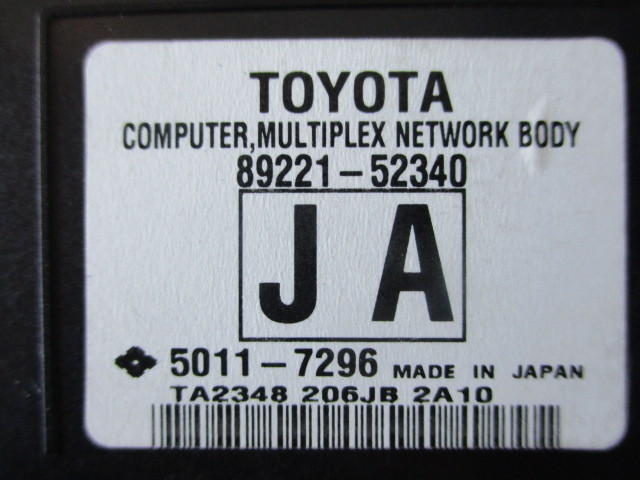 TOYOTA
COMPUTER,MULTIPLEX NETWORK BODY
89221-52340
J A
5011-7296 MADE IN JAPAN
TA2348 206JB 2A10